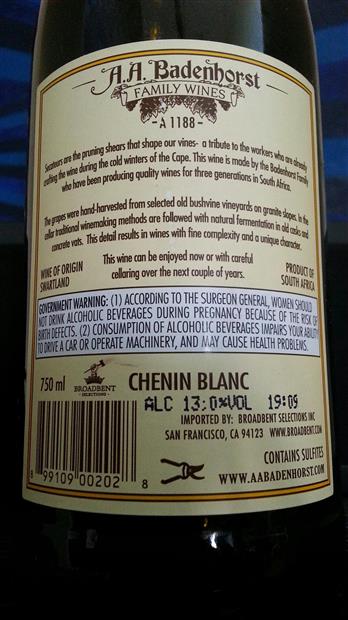 A.A. Badenhorst
FAMILY WINES
-A 1188-
Secateurs are the pruning shears that shape our vines- a tribute to the workers who are already
crafting the wine during the cold winters of the Cape. This wine is made by the Badenhorst Family
who have been producing quality wines for three generations in South Africa.
The grapes were hand-harvested from selected old bushvine vineyards on granite slopes. In the
cellar traditional winemaking methods are followed with natural fermentation in old casks and
concrete vats. This detail results in wines with fine complexity and a unique character.
This wine can be enjoyed now or with careful
cellaring over the next couple of years.
WINE OF ORIGIN
SWARTLAND
PRODUCT OF
SOUTH AFRICA
GOVERNMENT WARNING: (1) ACCORDING TO THE SURGEON GENERAL, WOMEN SHOULD
NOT DRINK ALCOHOLIC BEVERAGES DURING PREGNANCY BECAUSE OF THE RISK OF
BIRTH DEFECTS. (2) CONSUMPTION OF ALCOHOLIC BEVERAGES IMPAIRS YOUR ABILITY
TO DRIVE A CAR OR OPERATE MACHINERY, AND MAY CAUSE HEALTH PROBLEMS.
750 ml
BROADBENT
- SELECTIONS -
CHENIN BLANC
ALC 13:0%VOL 19:09
IMPORTED BY: BROADBENT SELECTIONS INC
SAN FRANCISCO, CA 94123 WWW.BROADBENT.COM
CONTAINS SULFITES
WWW.AABADENHORST.COM
8 99109 00202 8